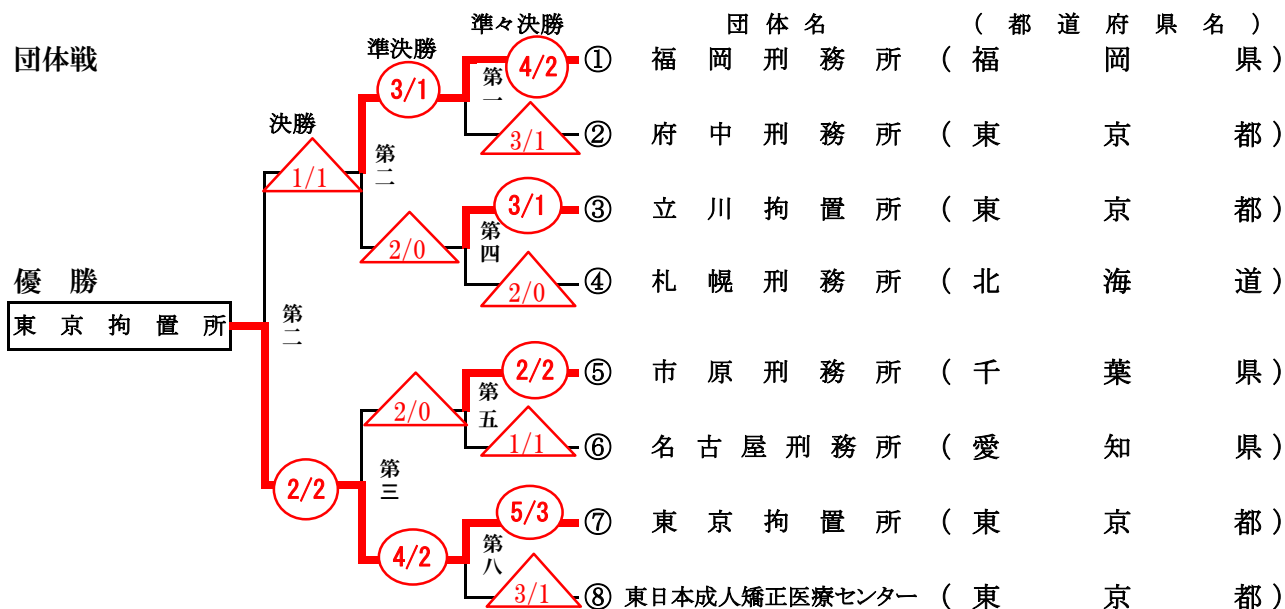 準々決勝 団体名 (都道府県名)
団体戦 準決勝
4/2 ① 福岡刑務所 (福岡県)
第一
3/1
決勝
3/1 ② 府中刑務所 (東京都)
第二
1/1
3/1 ③ 立川拘置所 (東京都)
第四
2/0
2/0 ④ 札幌刑務所 (北海道)
優勝
東京拘置所
第二
2/2 ⑤ 市原刑務所 (千葉県)
第五
2/0
1/1 ⑥ 名古屋刑務所 (愛知県)
第三
2/2
5/3 ⑦ 東京拘置所 (東京都)
第八
4/2
3/1 ⑧ 東日本成人矯正医療センター (東京都)